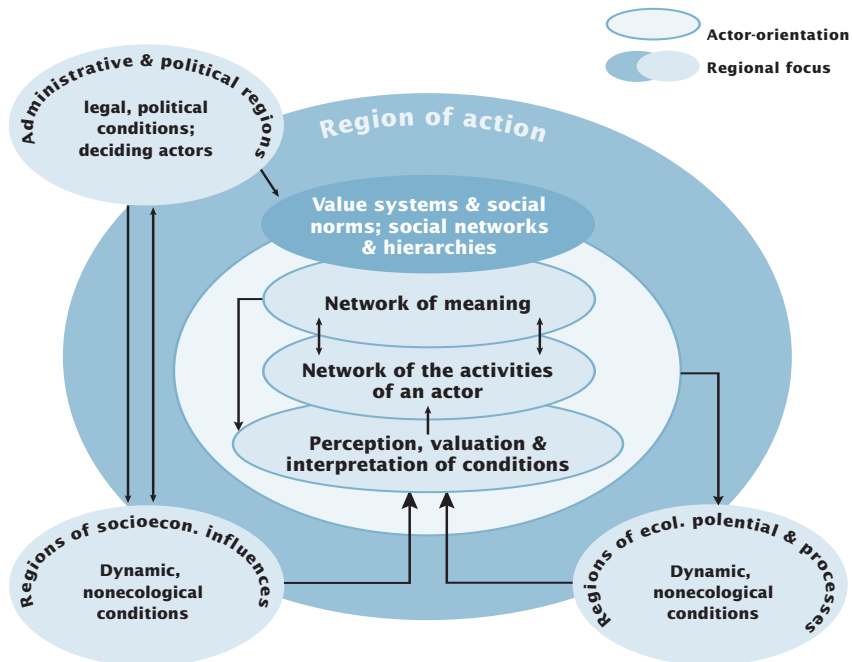 Actor-orientation
Regional focus
Administrative & political regions
legal, political
conditions;
deciding actors
Region of action
Value systems & social
norms; social networks
& hierarchies
Network of meaning
Network of the activities
of an actor
Perception, valuation &
interpretation of conditions
Regions of socioecon. influences
Dynamic,
nonecological
conditions
Regions of ecol. polential & processes
Dynamic,
nonecological
conditions